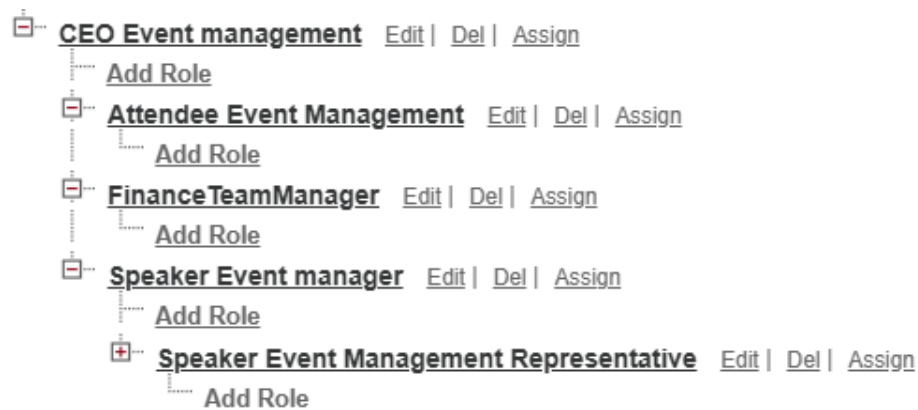 CEO Event management Edit | Del | Assign
Add Role
Attendee Event Management Edit | Del | Assign
Add Role
FinanceTeamManager Edit | Del | Assign
Add Role
Speaker Event manager Edit | Del | Assign
Add Role
Speaker Event Management Representative Edit | Del | Assign
Add Role